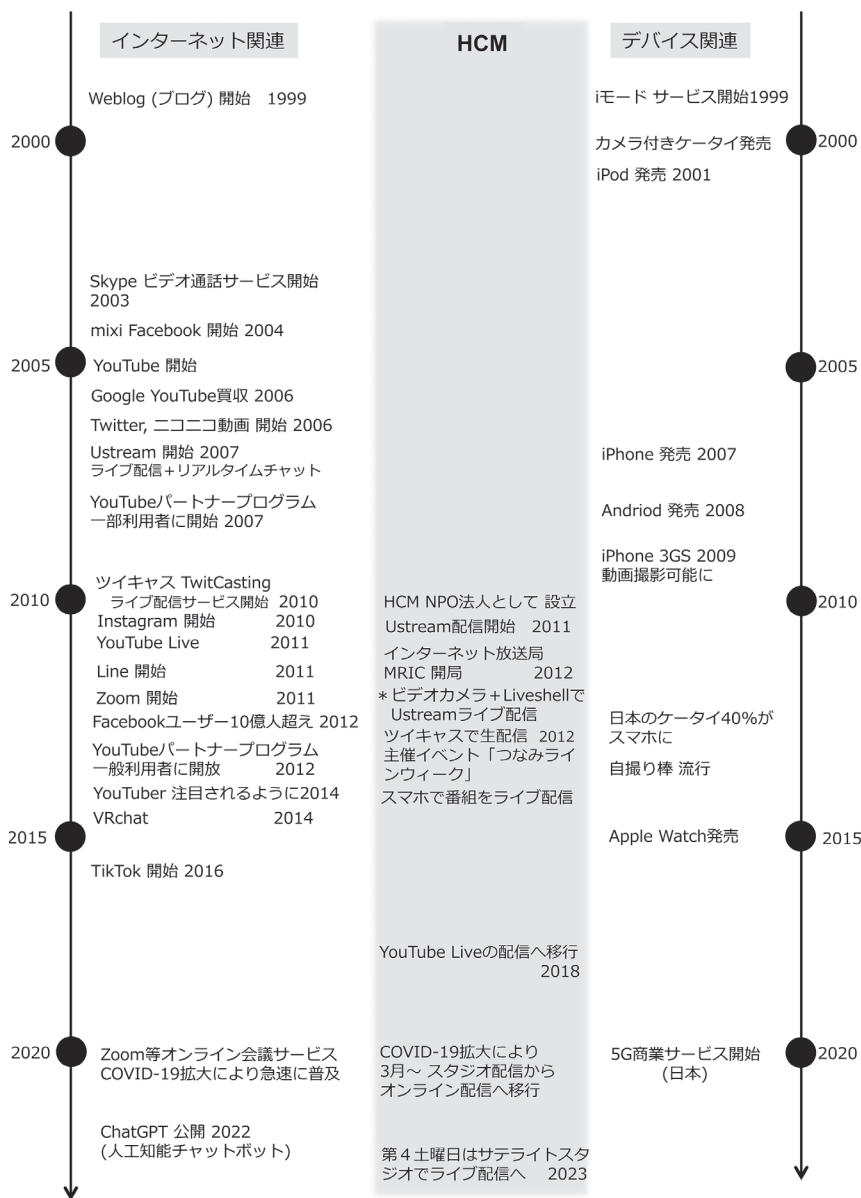 インターネット関連
Weblog (ブログ) 開始 1999
2000
Skype ビデオ通話サービス開始
2003
mixi Facebook 開始 2004
2005
YouTube 開始
Google YouTube買収 2006
Twitter, ニコニコ動画 開始 2006
Ustream 開始 2007
ライブ配信+リアルタイムチャット
YouTubeパートナープログラム
一部利用者に開始 2007
ツイキャス TwitCasting
2010
ライブ配信サービス開始 2010
Instagram 開始 2010
YouTube Live 2011
Line 開始 2011
Zoom 開始 2011
Facebookユーザー10億人超え 2012
YouTubeパートナープログラム
一般利用者に開放 2012
YouTuber 注目されるように2014
VRchat 2014
2015
TikTok 開始 2016
2020
Zoom等オンライン会議サービス
COVID-19拡大により急速に普及
ChatGPT 公開 2022
(人工知能チャットボット)
HCM
HCM NPO法人として 設立
Ustream配信開始 2011
インターネット放送局
MRIC 開局 2012
*ビデオカメラ+Liveshellで
Ustreamライブ配信
ツイキャスで生配信 2012
主催イベント「つなみライ
ンウィーク」
スマホで番組をライブ配信
YouTube Liveの配信へ移行
2018
COVID-19拡大により
3月~ スタジオ配信から
オンライン配信へ移行
第4土曜日はサテライトスタ
ジオでライブ配信へ 2023
デバイス関連
iモード サービス開始1999
カメラ付きケータイ発売
2000
iPod 発売 2001
2005
iPhone 発売 2007
Andriod 発売 2008
iPhone 3GS 2009
動画撮影可能に
2010
日本のケータイ40%が
スマホに
自撮り棒 流行
Apple Watch発売
2015
5G商業サービス開始
(日本)
2020